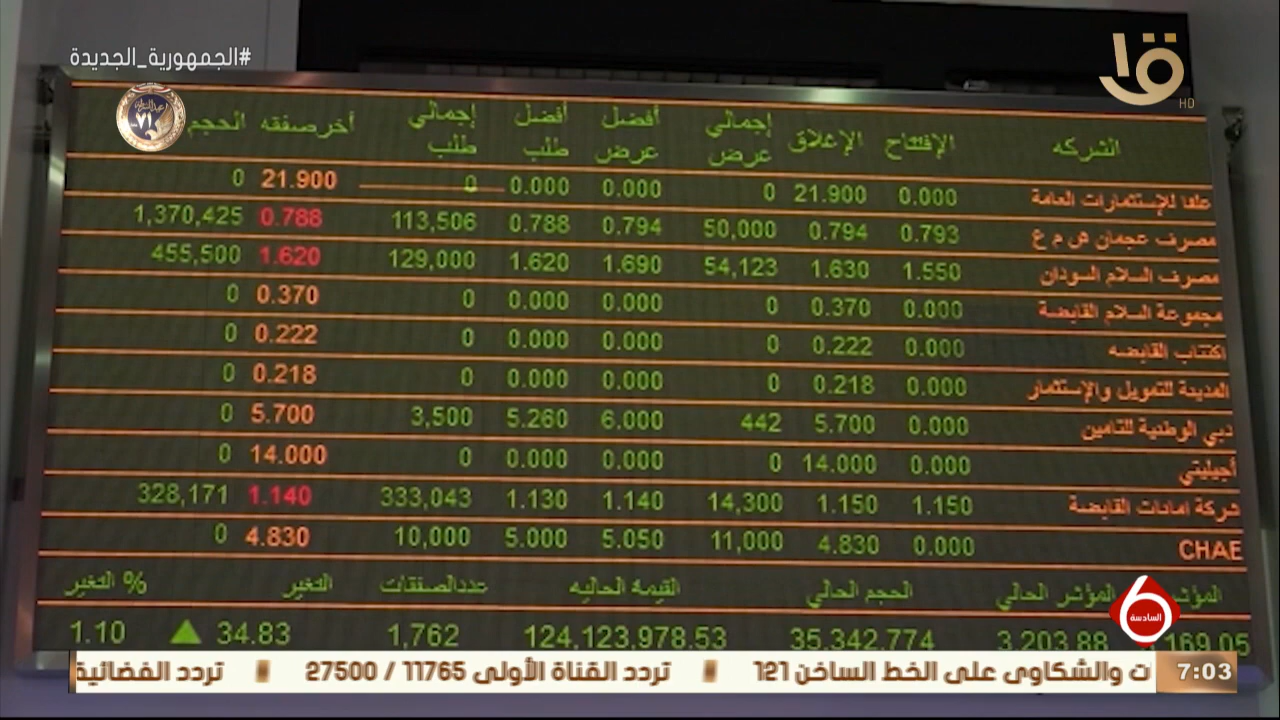 #الجمهورية_الجديدة
HD
الشركه الإفتتاح الإغلاق إجمالي عرض أفضل عرض أفضل طلب إجمالي طلب أخر صفقه الحجم
علفا للإستثمارات العامة 0.000 21.900 0 0.000 0.000 0 21.900 0
مصرف عجمان ش م ع 0.793 0.794 50,000 0.794 0.788 113,506 0.788 1,370,425
مصرف السلام السودان 1.550 1.630 54,123 1.690 1.620 129,000 1.620 455,500
مجموعة السلام القابضة 0.000 0.370 0 0.000 0.000 0 0.370 0
اكتتاب القابضه 0.000 0.222 0 0.000 0.000 0 0.222 0
المدينة للتمويل والإستثمار 0.000 0.218 0 0.000 0.000 0 0.218 0
دبي الوطنية للتامين 0.000 5.700 442 6.000 5.260 3,500 5.700 0
أجيليتي 0.000 14.000 0 0.000 0.000 0 14.000 0
شركة امانات القابضة 1.150 1.150 14,300 1.140 1.130 333,043 1.140 328,171
CHAE 0.000 4.830 11,000 5.050 5.000 10,000 4.830 0
المؤشر الحالي الحجم الحالي القيمة الحاليه عددالصفقات التغير % التغير
169.05 3,203.88 35,342,774 124,123,978.53 1,762 34.83 ▲ 1.10
6 السادسة
7:03 ت والشكاوى على الخط الساخن 121 تردد القناة الأولى 11765 / 27500 تردد الفضائية